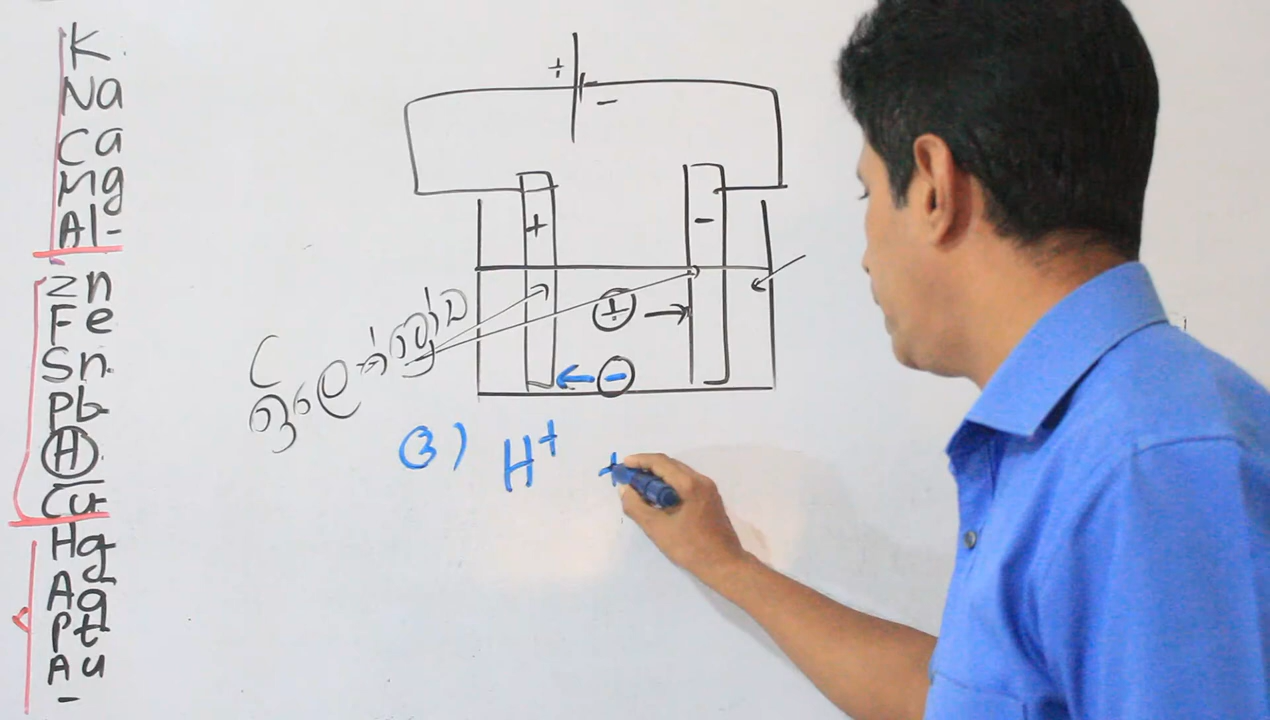 K
Na
Ca
Mg
Al-
Zn
Fe
Sn
Pb
H
Cu
Hg
Ag
Pt
Au
-
+
-
+
-
+
-
C
3) H⁺ +